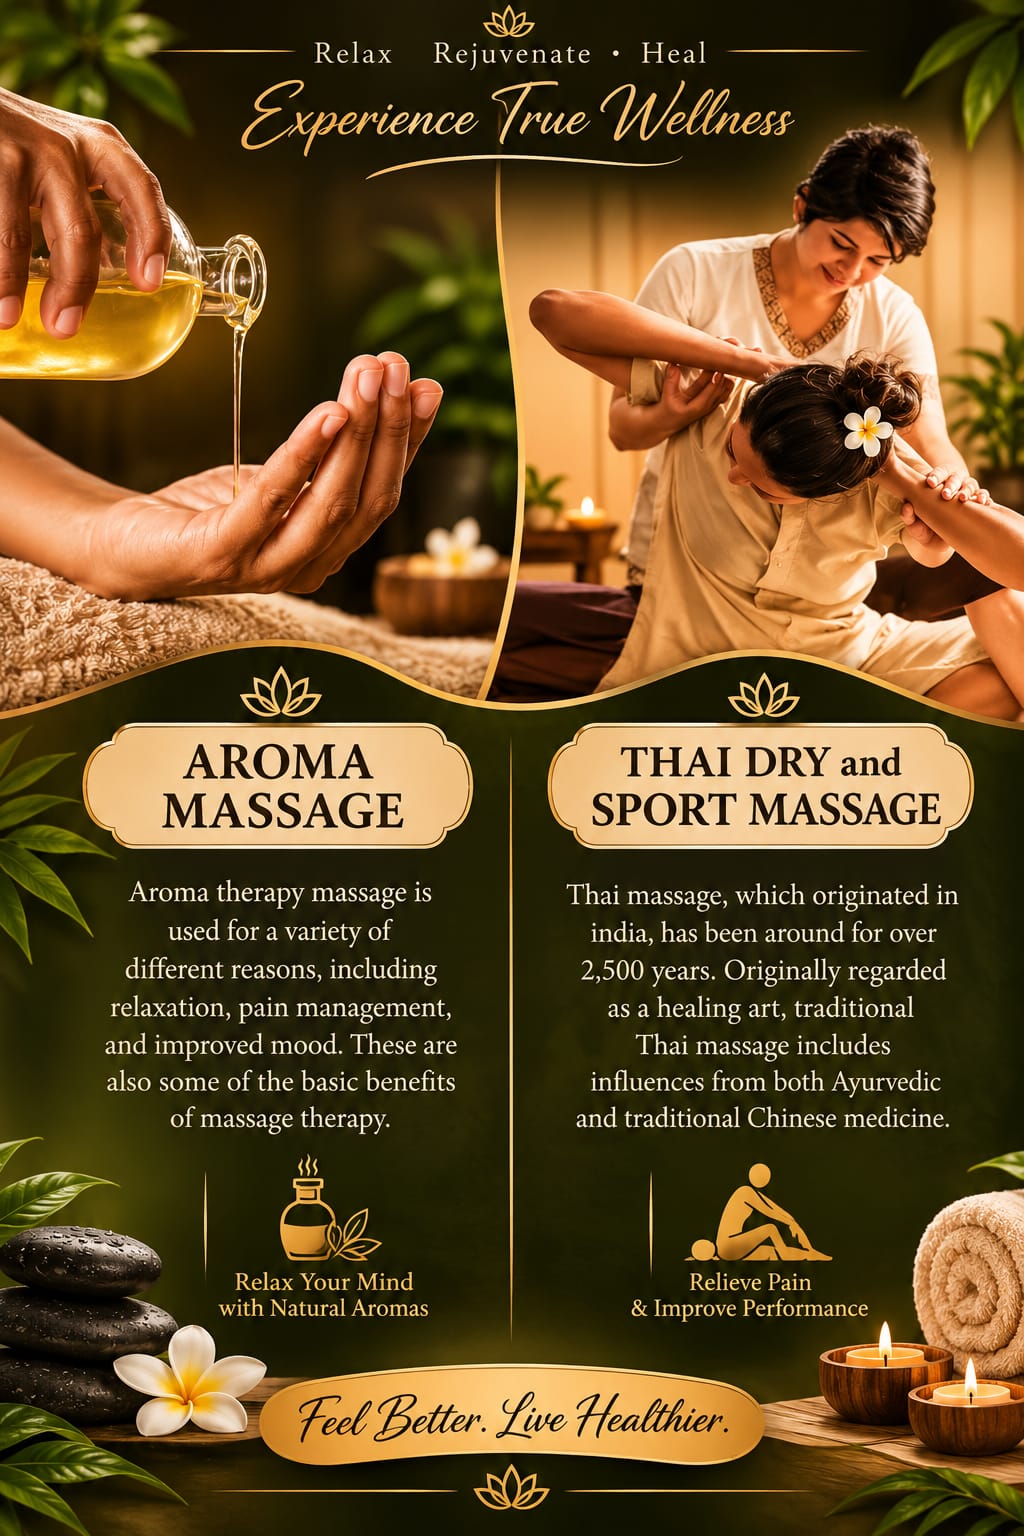 Relax Rejuvenate • Heal
Experience True Wellness
AROMA
MASSAGE
Aroma therapy massage is
used for a variety of
different reasons, including
relaxation, pain management,
and improved mood. These are
also some of the basic benefits
of massage therapy.
Relax Your Mind
with Natural Aromas
THAI DRY and
SPORT MASSAGE
Thai massage, which originated in
india, has been around for over
2,500 years. Originally regarded
as a healing art, traditional
Thai massage includes
influences from both Ayurvedic
and traditional Chinese medicine.
Relieve Pain
& Improve Performance
Feel Better. Live Healthier.